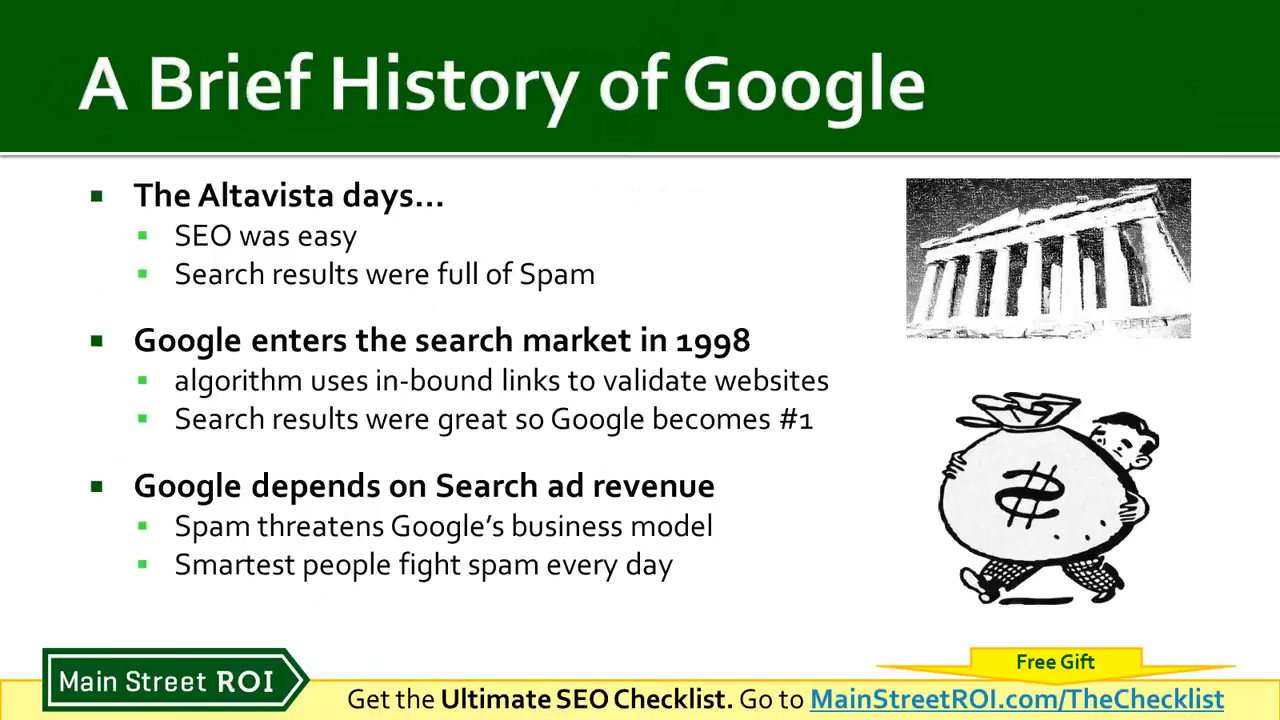 A Brief History of Google
The Altavista days...
SEO was easy
Search results were full of Spam
Google enters the search market in 1998
algorithm uses in-bound links to validate websites
Search results were great so Google becomes #1
Google depends on Search ad revenue
Spam threatens Google's business model
Smartest people fight spam every day
$
Main Street ROI
Free Gift
Get the Ultimate SEO Checklist. Go to MainStreetROI.com/TheChecklist